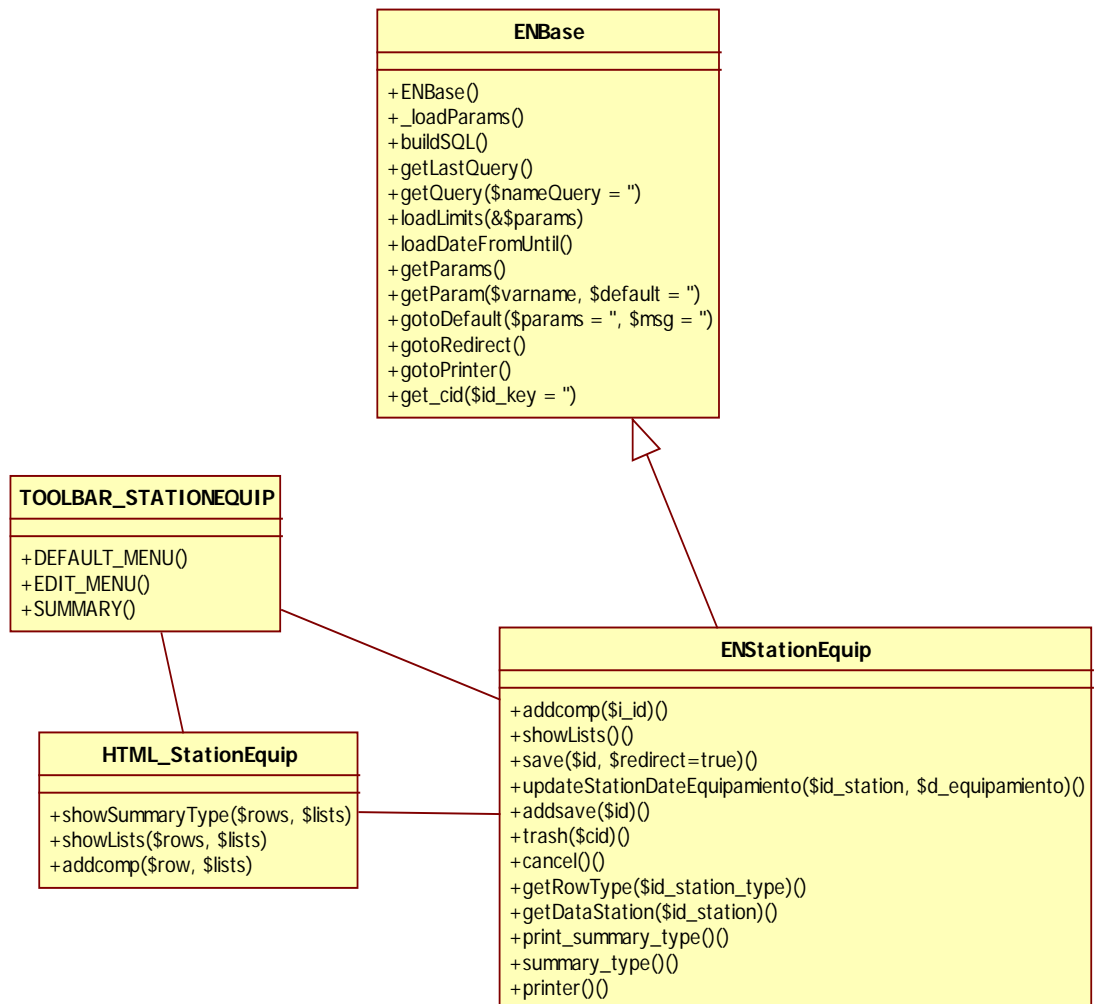 ENBase
+ENBase()
+_loadParams()
+buildSQL()
+getLastQuery()
+getQuery($nameQuery = '')
+loadLimits(&$params)
+loadDateFromUntil()
+getParams()
+getParam($varname, $default = '')
+gotoDefault($params = '', $msg = '')
+gotoRedirect()
+gotoPrinter()
+get_cid($id_key = '')
TOOLBAR_STATIONEQUIP
+DEFAULT_MENU()
+EDIT_MENU()
+SUMMARY()
HTML_StationEquip
+showSummaryType($rows, $lists)
+showLists($rows, $lists)
+addcomp($row, $lists)
ENStationEquip
+addcomp($i_id)()
+showLists()()
+save($id, $redirect=true)()
+updateStationDateEquipamiento($id_station, $d_equipamiento)()
+addsave($id)()
+trash($cid)()
+cancel()()
+getRowType($id_station_type)()
+getDataStation($id_station)()
+print_summary_type()()
+summary_type()()
+printer()()